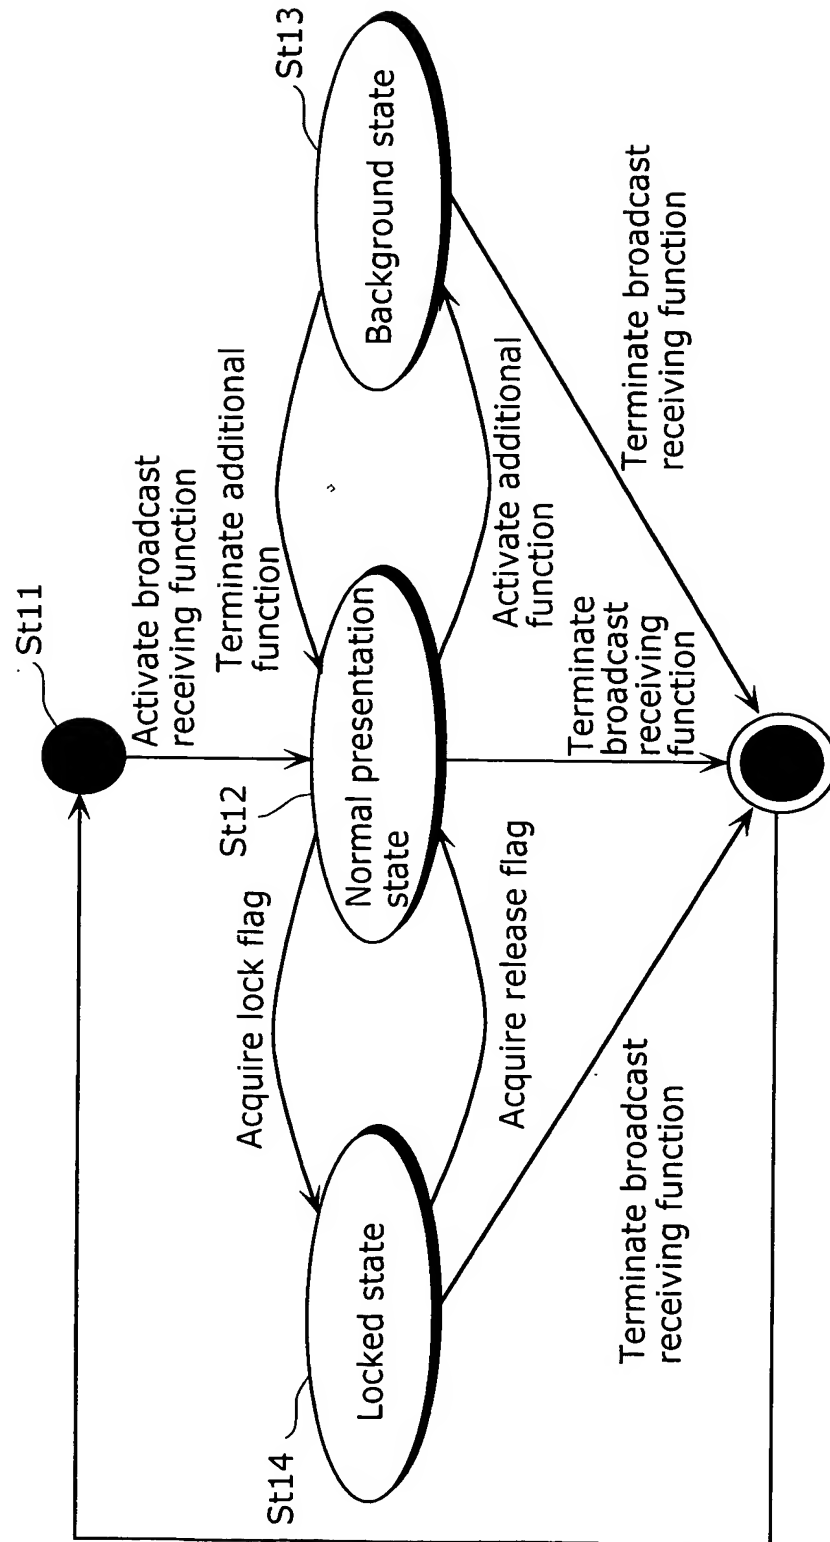 St11
Activate broadcast
receiving function
St12
Normal presentation
state
Acquire lock flag
Acquire release flag
Terminate additional
function
Activate additional
function
St13
Background state
St14
Locked state
Terminate broadcast
receiving function
Terminate
broadcast
receiving
function
Terminate broadcast
receiving function